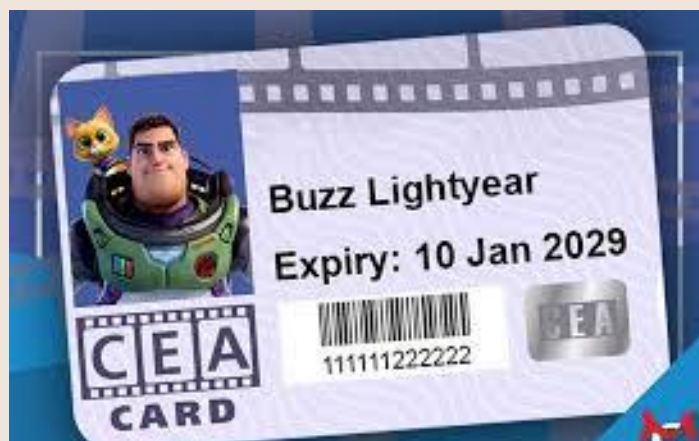 Buzz Lightyear
Expiry: 10 Jan 2029
111111222222
CEA
CEA
CARD